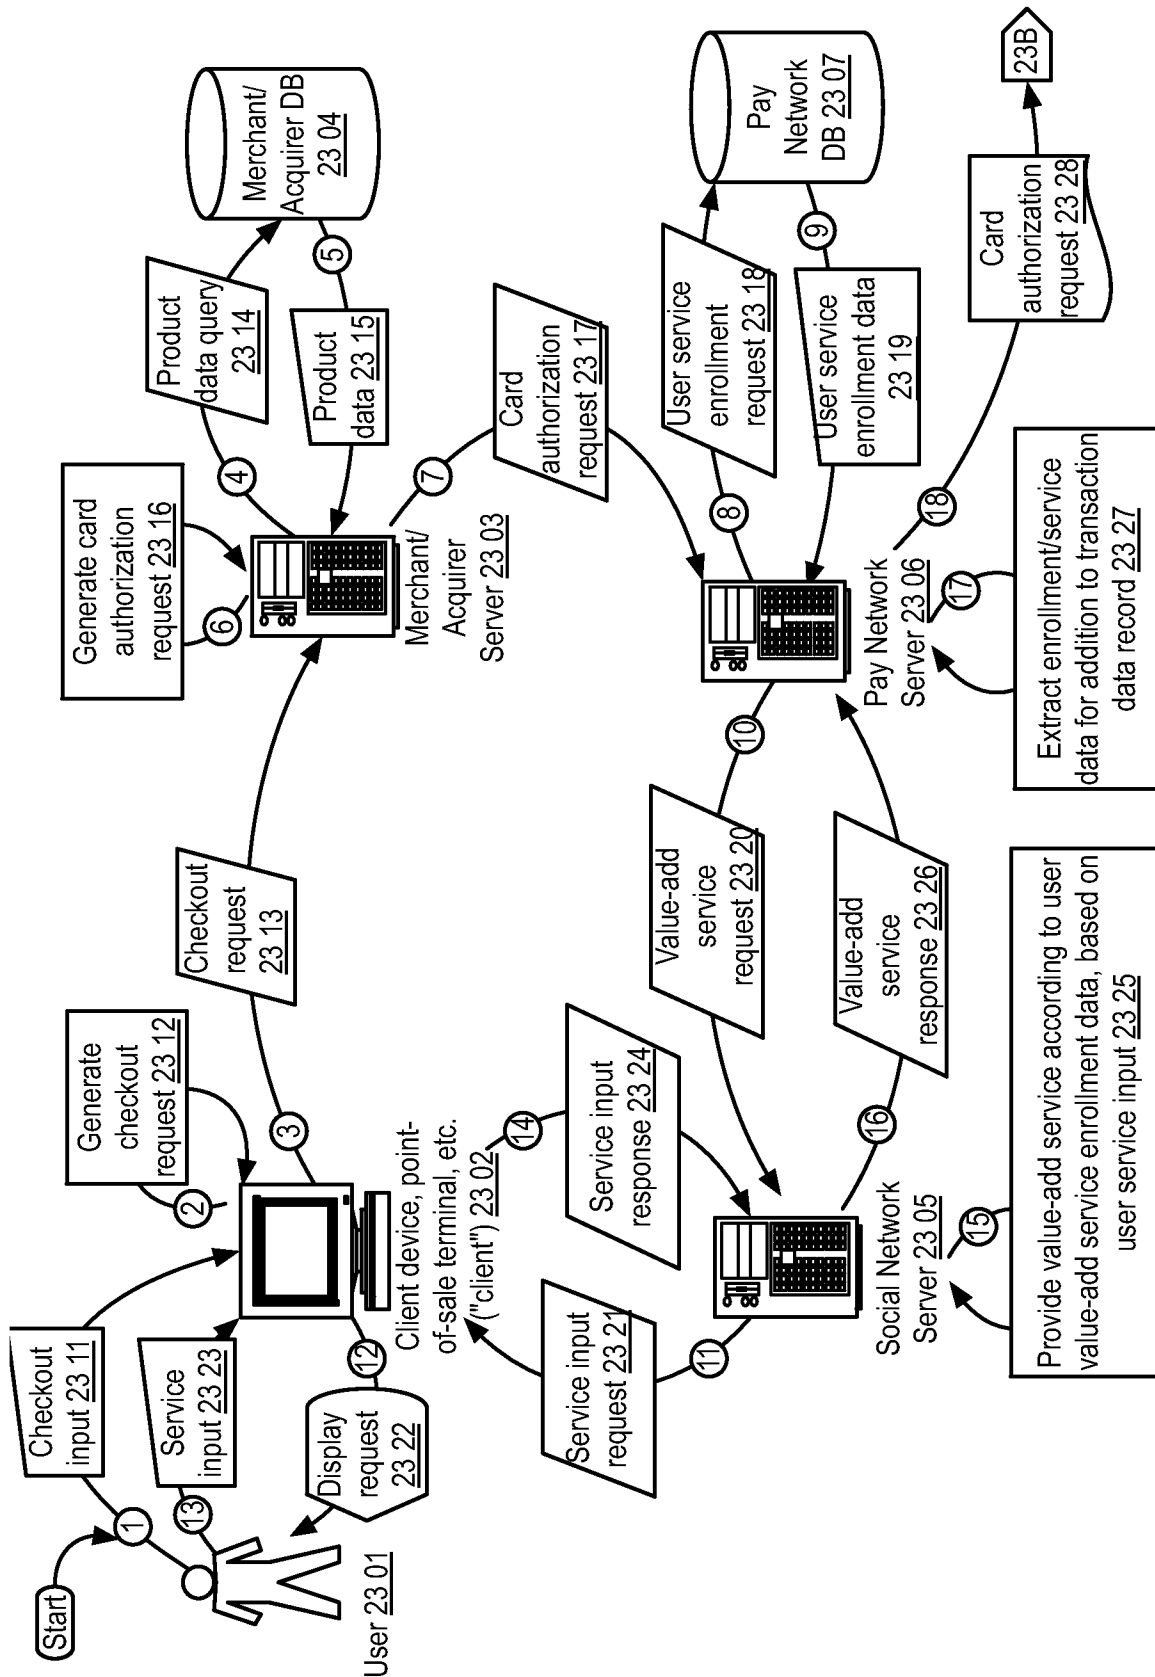 Start
1
Checkout
input 23 11
13
Service
input 23 23
12
Display
request
23 22
User 23 01
2
Generate
checkout
request 23 12
3
Checkout
request
23 13
Client device, point-
of-sale terminal, etc.
("client") 23 02
6
Generate card
authorization
request 23 16
4
Product
data query
23 14
5
Product
data 23 15
Merchant/
Acquirer DB
23 04
Merchant/
Acquirer
Server 23 03
7
Card
authorization
request 23 17
8
User service
enrollment
request 23 18
9
User service
enrollment data
23 19
Pay
Network
DB 23 07
10
Value-add
service
request 23 20
11
Service input
request 23 21
14
Service input
response 23 24
Social Network
Server 23 05
15
Provide value-add service according to user
value-add service enrollment data, based on
user service input 23 25
16
Value-add
service
response 23 26
Pay Network
Server 23 06
17
Extract enrollment/service
data for addition to transaction
data record 23 27
18
Card
authorization
request 23 28
23B